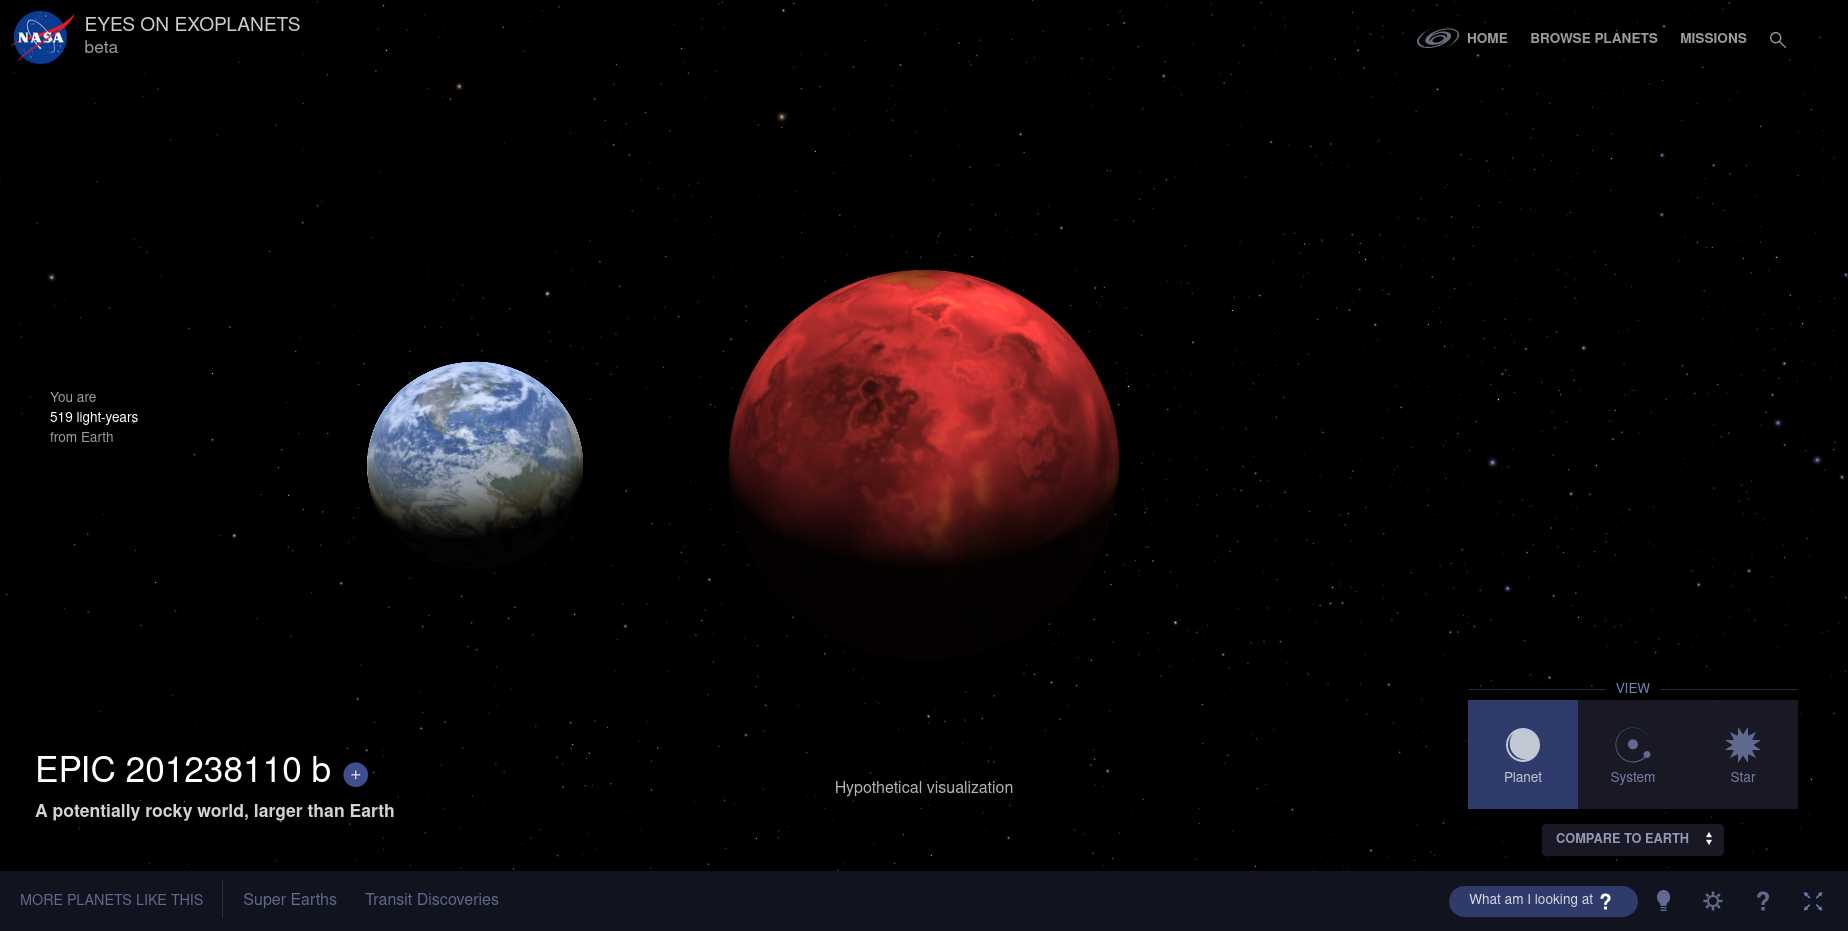 NASA
EYES ON EXOPLANETS
beta
HOME
BROWSE PLANETS
MISSIONS
You are
519 light-years
from Earth
EPIC 201238110 b +
A potentially rocky world, larger than Earth
Hypothetical visualization
VIEW
Planet
System
Star
COMPARE TO EARTH
MORE PLANETS LIKE THIS
Super Earths
Transit Discoveries
What am I looking at ?
?